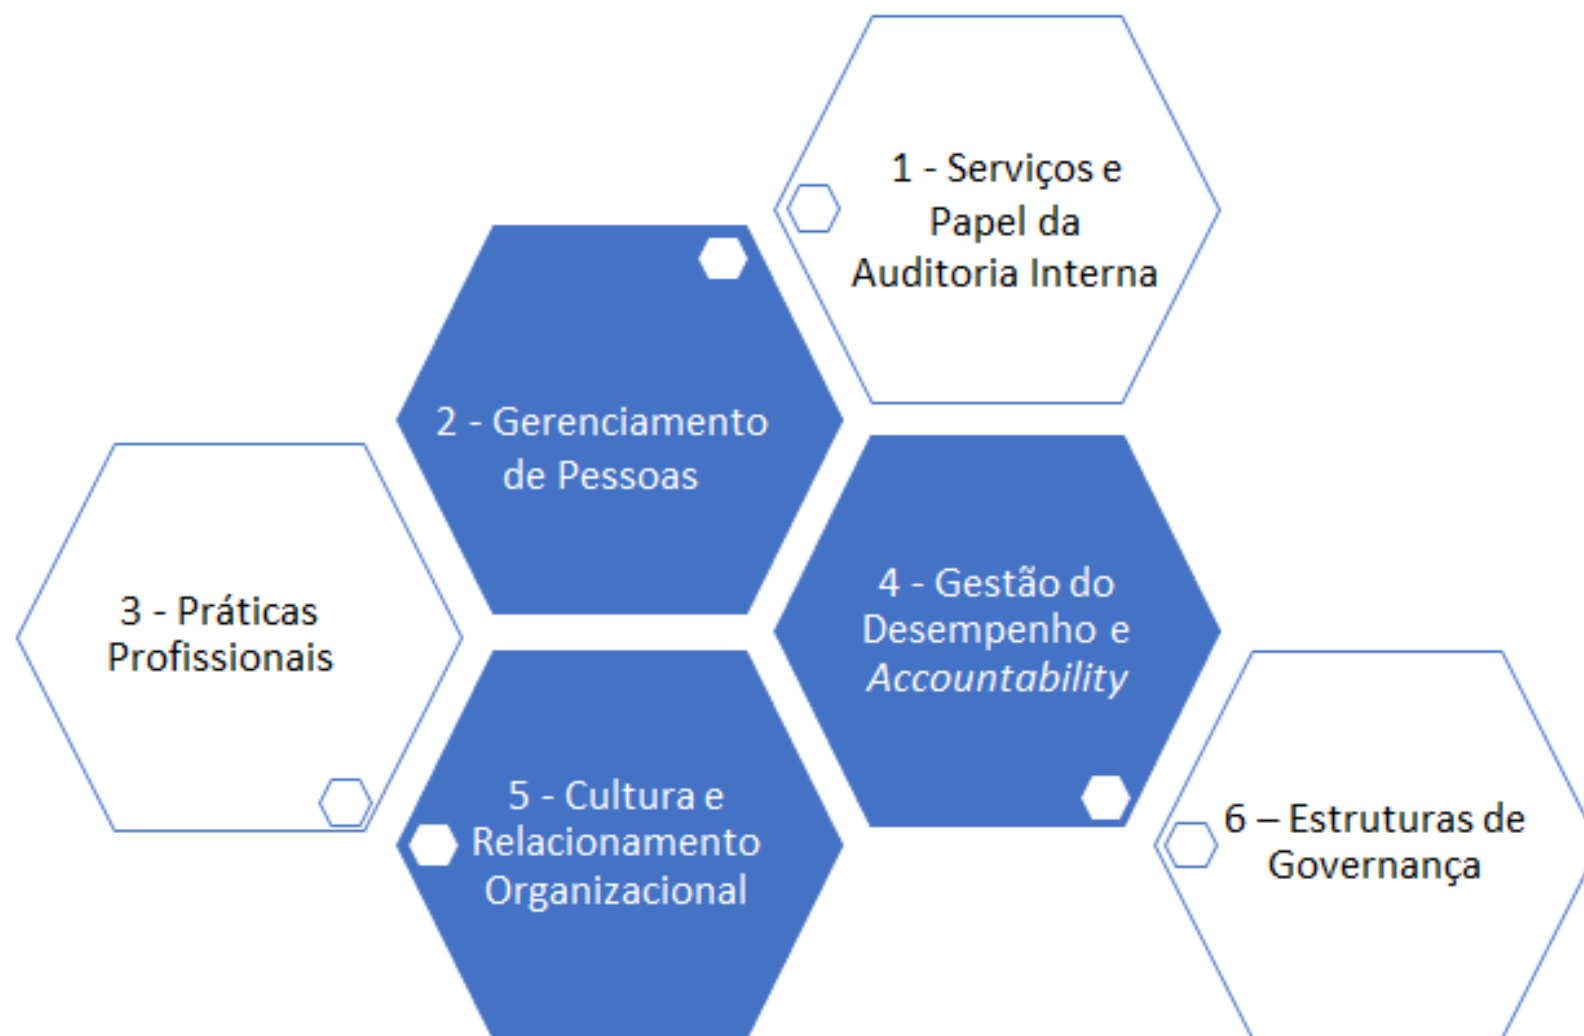 1 - Serviços e
Papel da
Auditoria Interna
2 - Gerenciamento
de Pessoas
3 - Práticas
Profissionais
4 - Gestão do
Desempenho e
Accountability
5 - Cultura e
Relacionamento
Organizacional
6 – Estruturas de
Governança